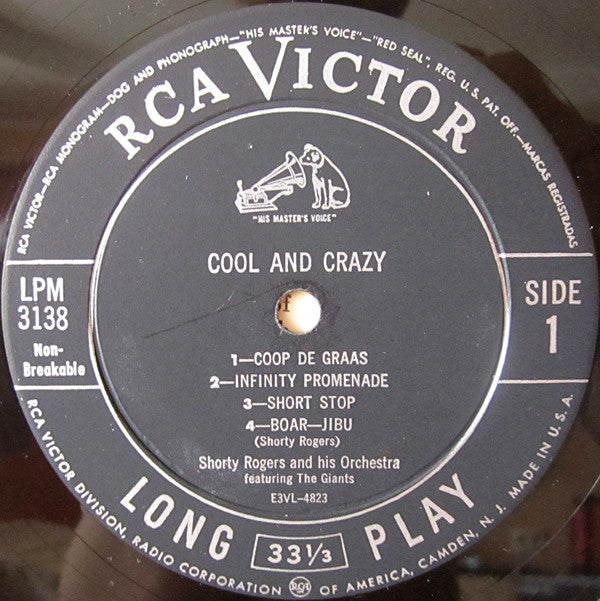 RCA VICTOR—RCA MONOGRAM—DOG AND PHONOGRAPH—"HIS MASTER'S VOICE"—"RED SEAL", REG. U. S. PAT. OFF.—MARCAS REGISTRADAS
RCA VICTOR
"HIS MASTER'S VOICE"
COOL AND CRAZY
LPM
3138
Non-
Breakable
SIDE
1
of
1—COOP DE GRAAS
2—INFINITY PROMENADE
3—SHORT STOP
4—BOAR—JIBU
(Shorty Rogers)
Shorty Rogers and his Orchestra
featuring The Giants
E3VL-4823
LONG 33⅓ PLAY
RCA VICTOR DIVISION, RADIO CORPORATION RCA OF AMERICA, CAMDEN, N. J. MADE IN U. S. A.